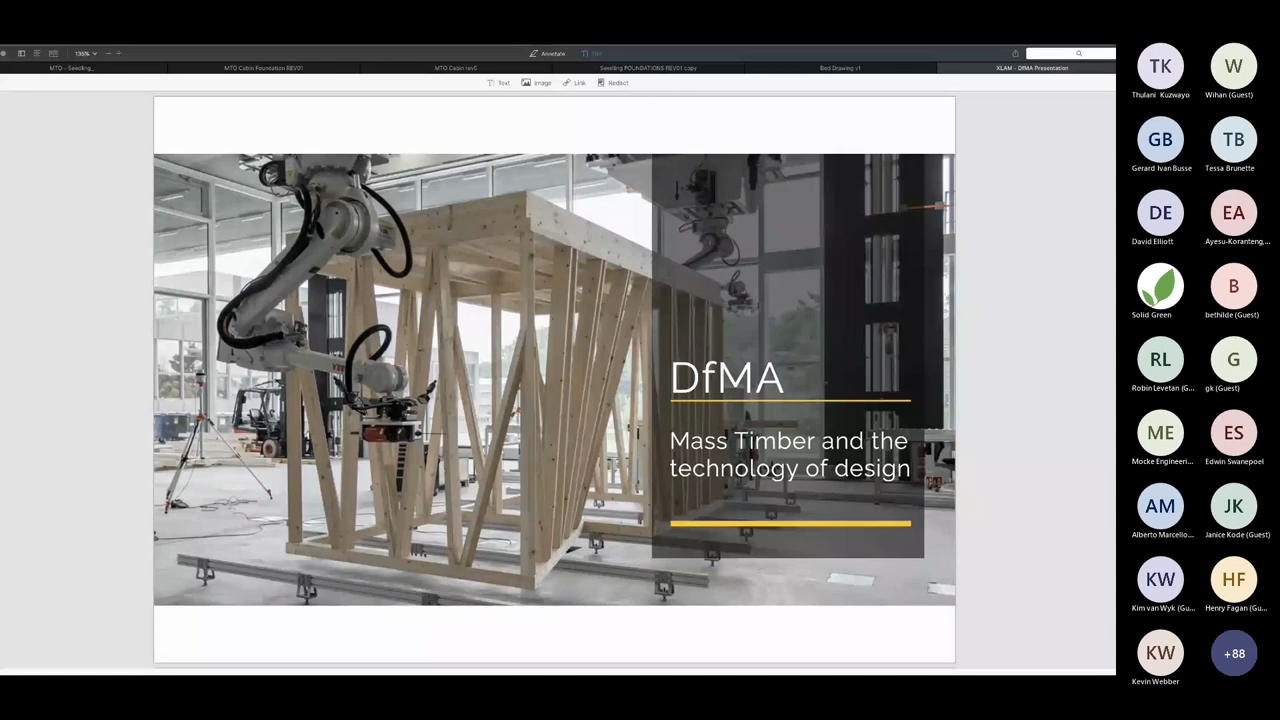 136%
Annotate
Edit
MTO - Seedling_
MTO Cabin Foundation REV01
MTO Cabin rev5
Seedling FOUNDATIONS REV01 copy
Bed Drawing v1
XLAM - DfMA Presentation
Text
Image
Link
Redact
DfMA
Mass Timber and the
technology of design
TK
W
Thulani Kuzwayo
Wihan (Guest)
GB
TB
Gerard Ivan Busse
Tessa Brunette
DE
EA
David Elliott
Ayesu-Koranteng,...
B
Solid Green
bethilde (Guest)
RL
G
Robin Levetan (G...
gk (Guest)
ME
ES
Mocke Engineeri...
Edwin Swanepoel
AM
JK
Alberto Marcello...
Janice Kode (Guest)
KW
HF
Kim van Wyk (Gu...
Henry Fagan (Gu...
KW
+88
Kevin Webber